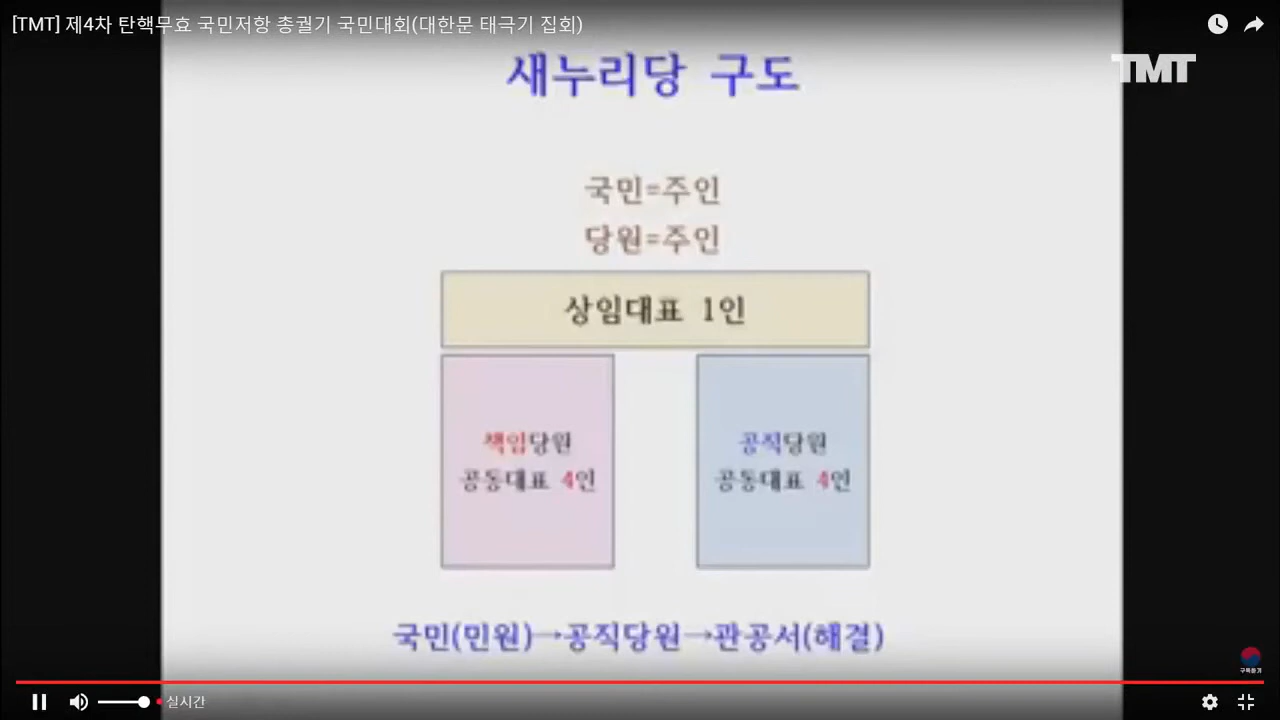 [TMT] 제4차 탄핵무효 국민저항 총궐기 국민대회(대한문 태극기 집회)
TMT
새누리당 구도
국민=주인
당원=주인
상임대표 1인
책임당원
공동대표 4인
공직당원
공동대표 4인
국민(민원)→공직당원→관공서(해결)
구독하기
실시간